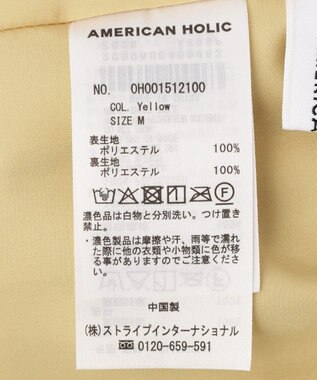 AMERICAN HOLIC
NO. 0H001512100
COL. Yellow
SIZE M
表生地
ポリエステル 100%
裏生地
ポリエステル 100%
濃色品は白物と分別洗い。つけ置き
禁止。
・濃色製品は摩擦や汗、雨等で濡れ
た際に他の衣類や小物類に色が移
る事がありますのでご注意ください。
中国製
(株)ストライプインターナショナル
0120-659-591